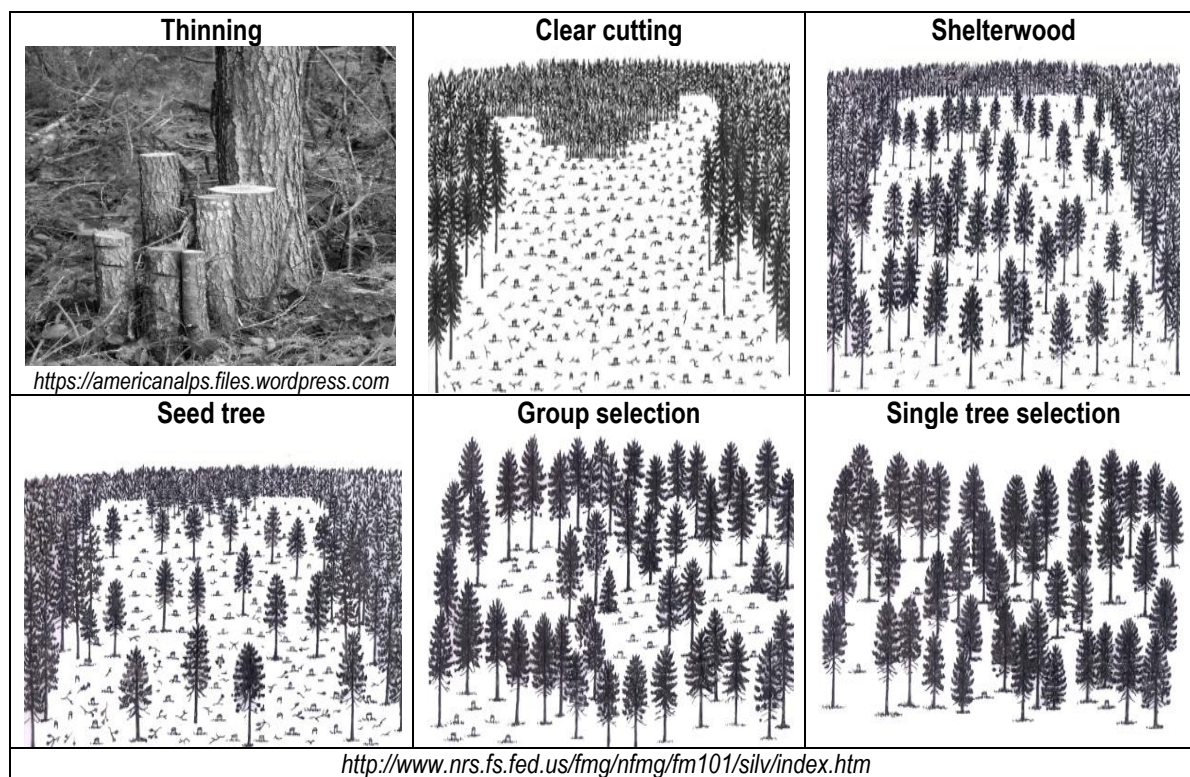 Thinning
Clear cutting
Shelterwood
https://americanalps.files.wordpress.com
Seed tree
Group selection
Single tree selection
http://www.nrs.fs.fed.us/fmg/nfmg/fm101/silv/index.htm